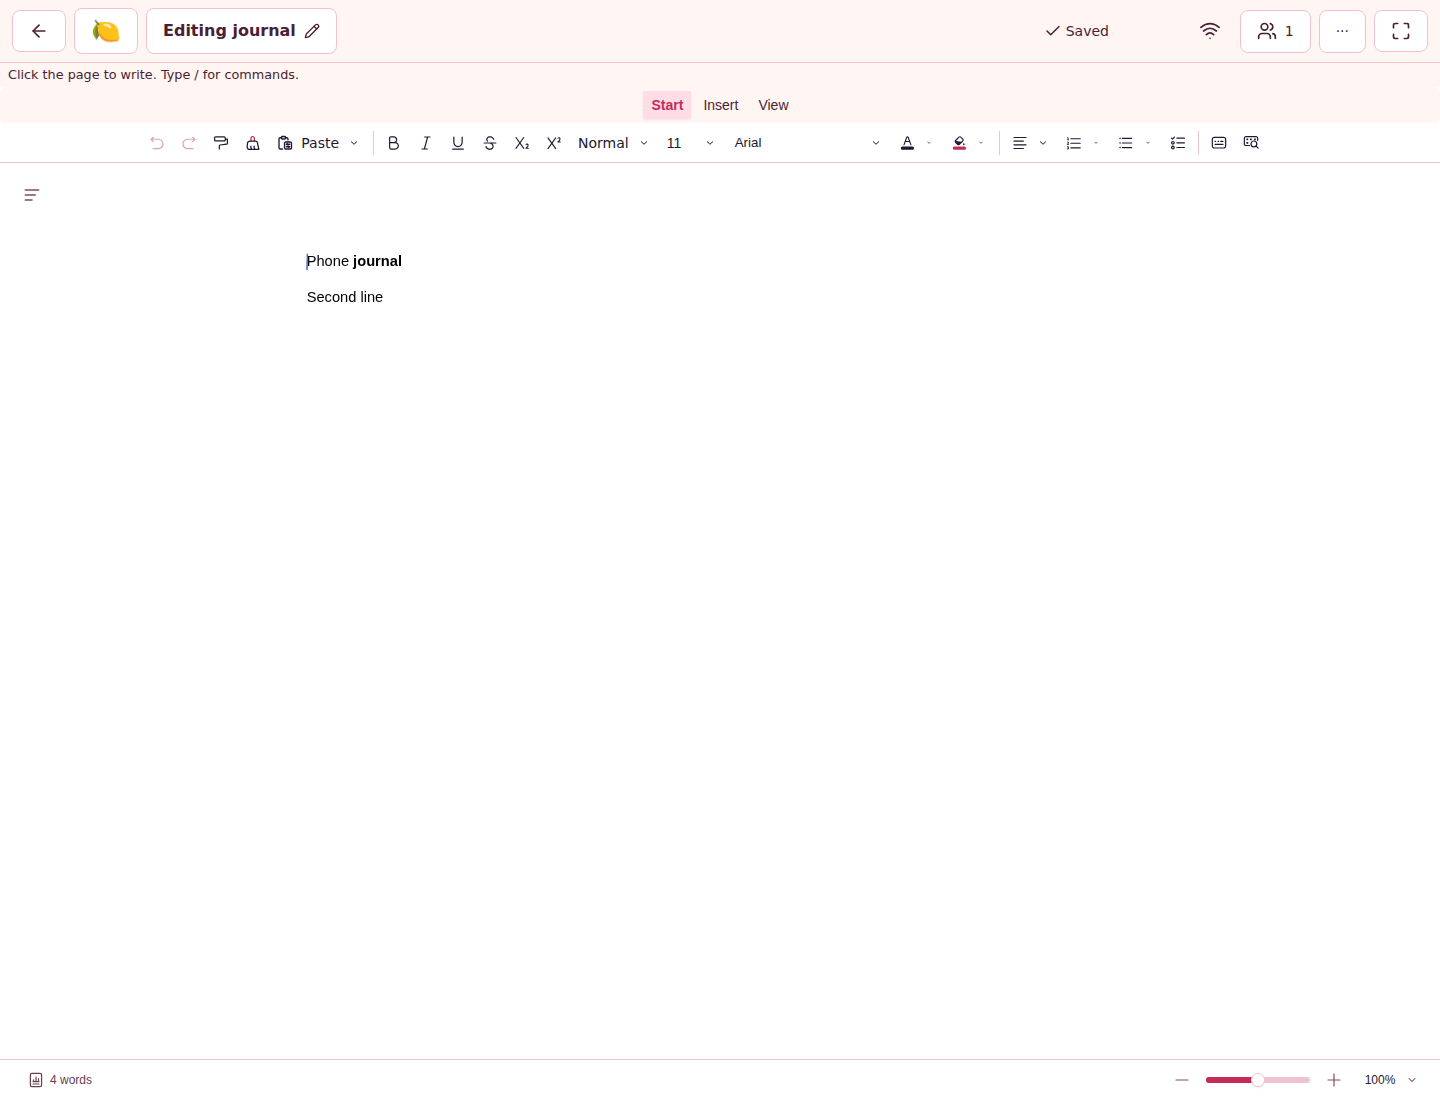 Editing journal
Saved
1
...
Click the page to write. Type / for commands.
Start Insert View
Paste Normal 11 Arial
Phone journal
Second line
4 words
100%